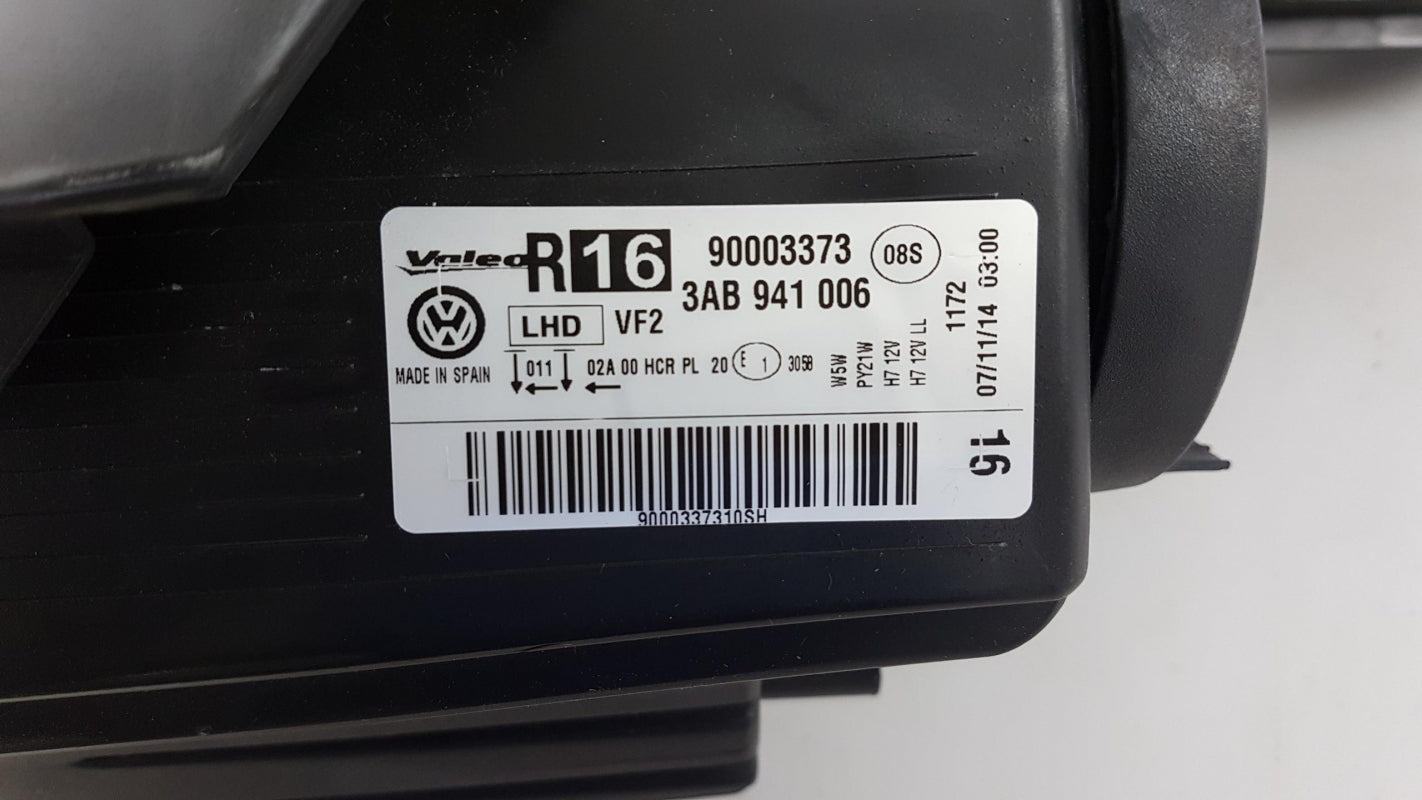 Valeo R 16 90003373 08S
3AB 941 006
LHD VF2
MADE IN SPAIN
011 02A 00 HCR PL 20 E 1 3058
W5W
PY21W
H7 12V
H7 12V LL
1172
07/11/14 03:00
16
9000337310SH